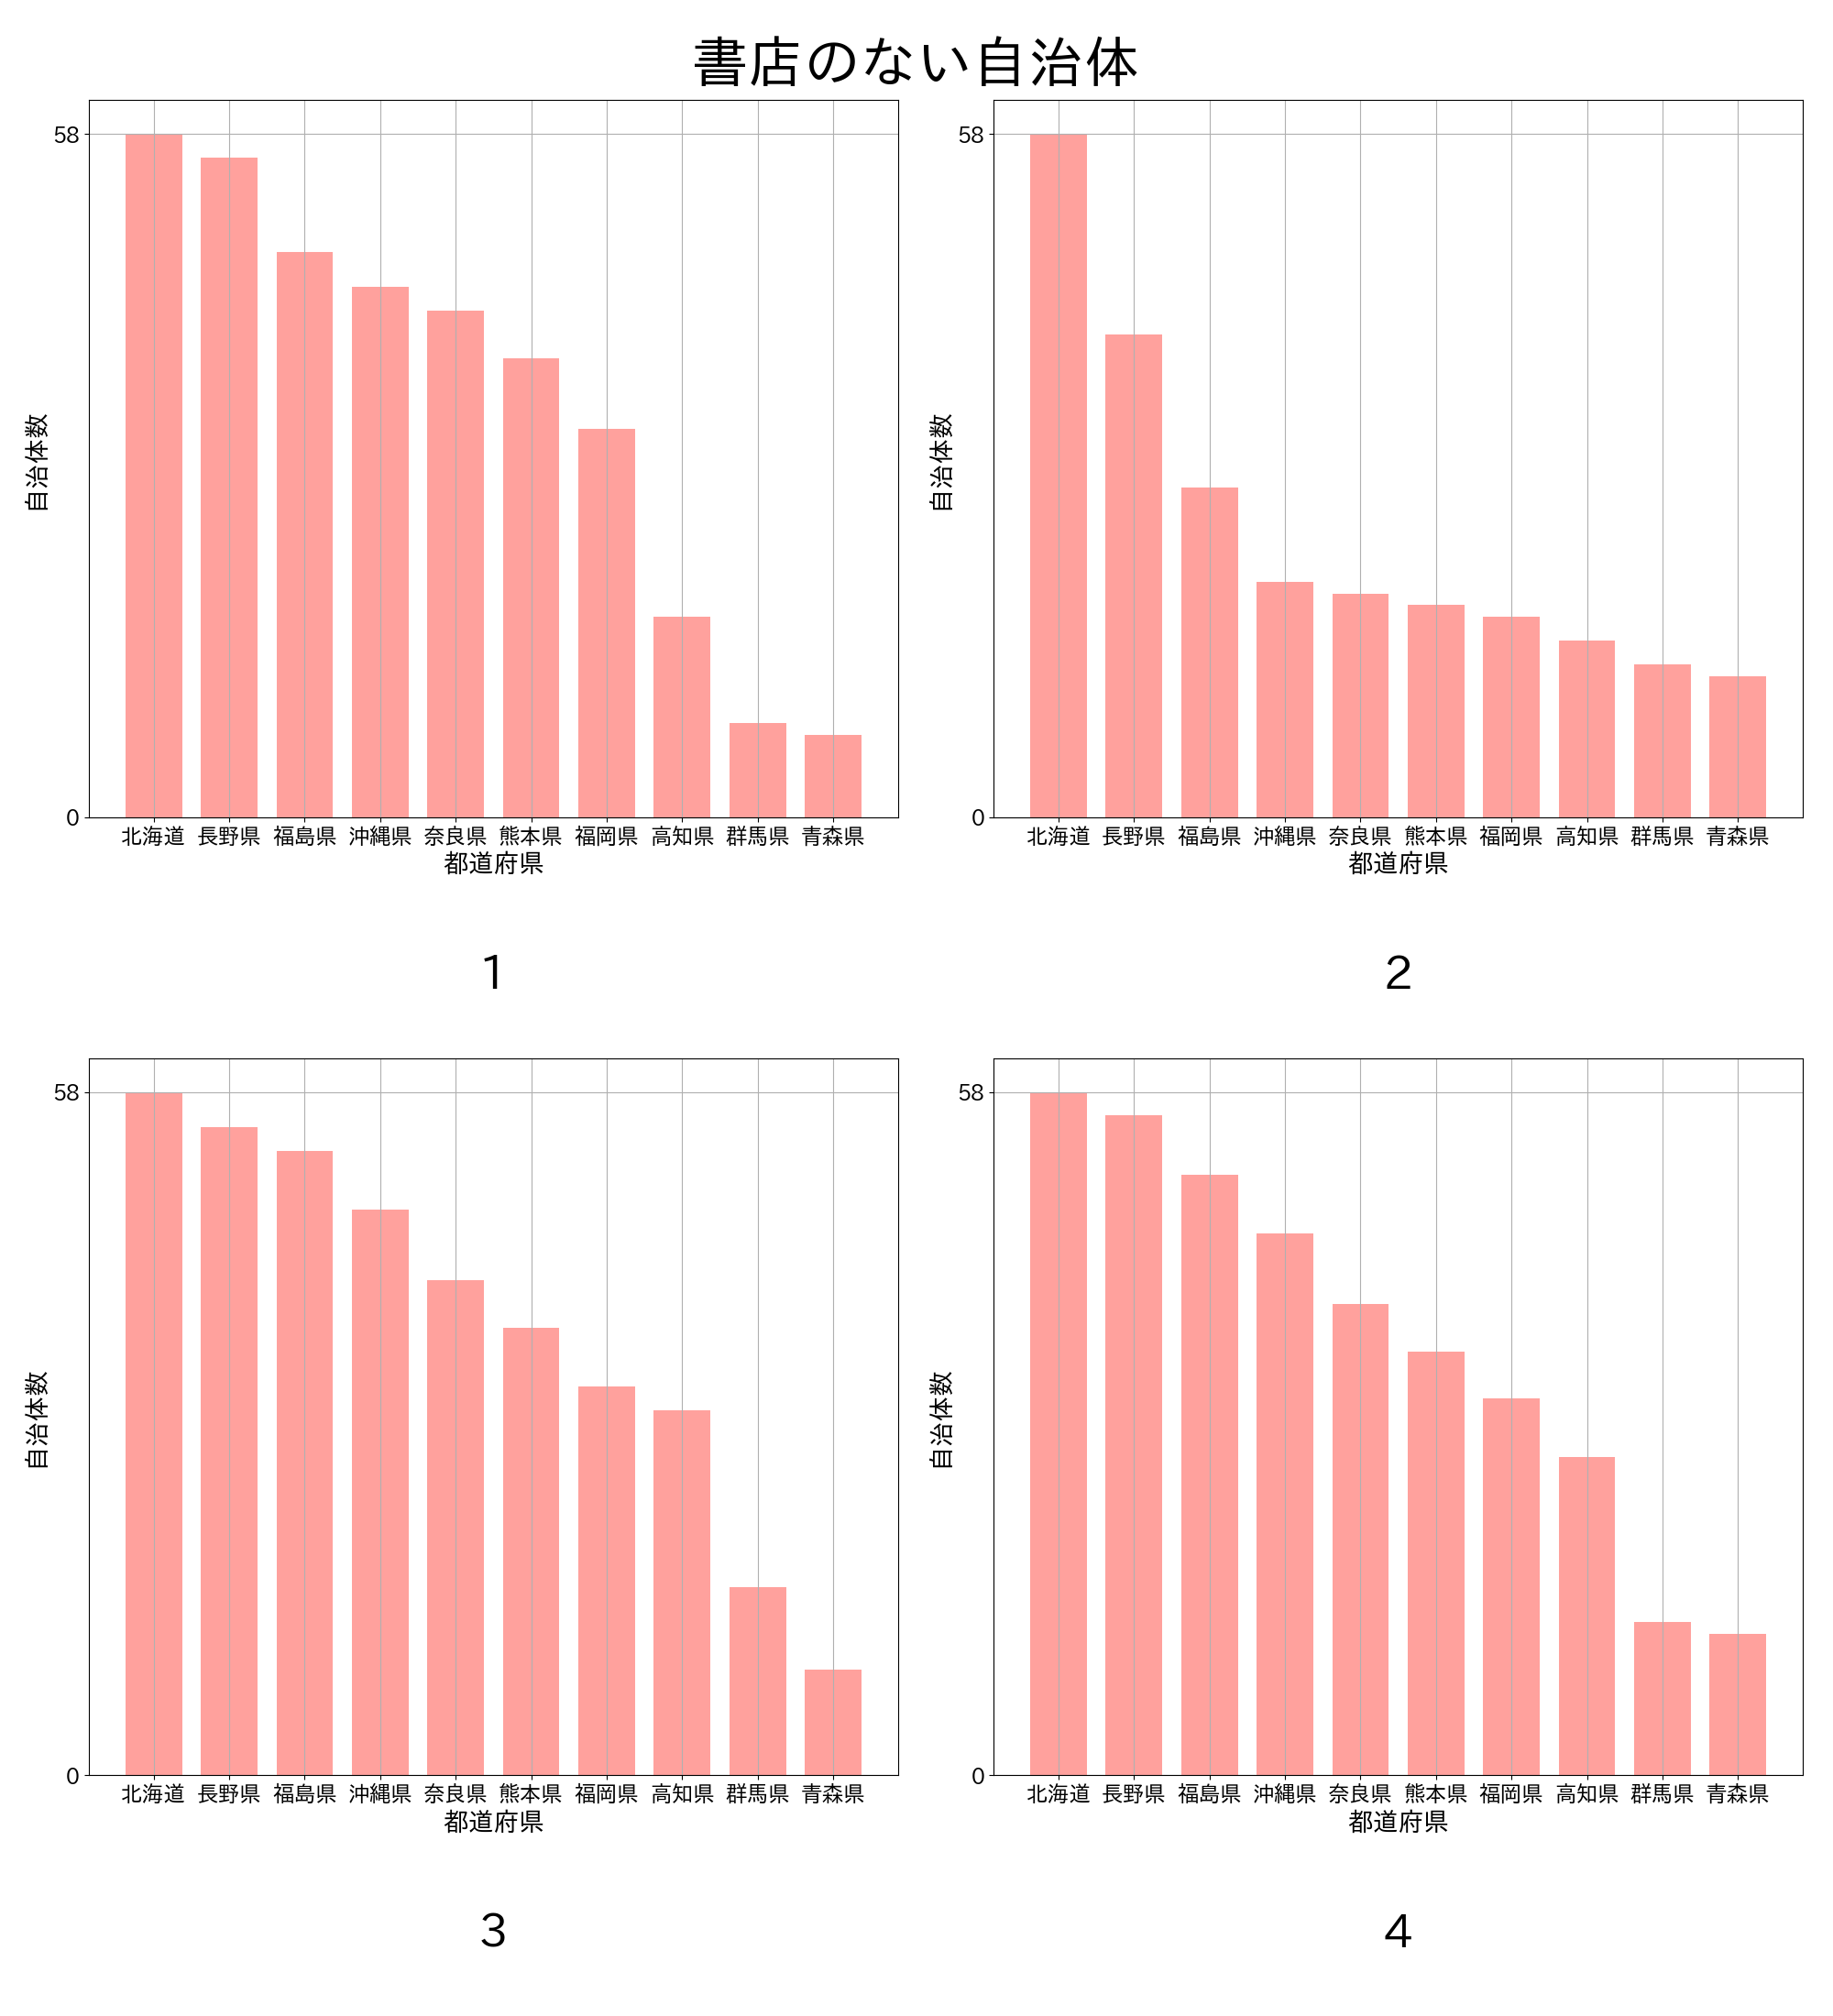 書店のない自治体
58
0
自治体数
北海道 長野県 福島県 沖縄県 奈良県 熊本県 福岡県 高知県 群馬県 青森県
都道府県
1
58
0
自治体数
北海道 長野県 福島県 沖縄県 奈良県 熊本県 福岡県 高知県 群馬県 青森県
都道府県
2
58
0
自治体数
北海道 長野県 福島県 沖縄県 奈良県 熊本県 福岡県 高知県 群馬県 青森県
都道府県
3
58
0
自治体数
北海道 長野県 福島県 沖縄県 奈良県 熊本県 福岡県 高知県 群馬県 青森県
都道府県
4